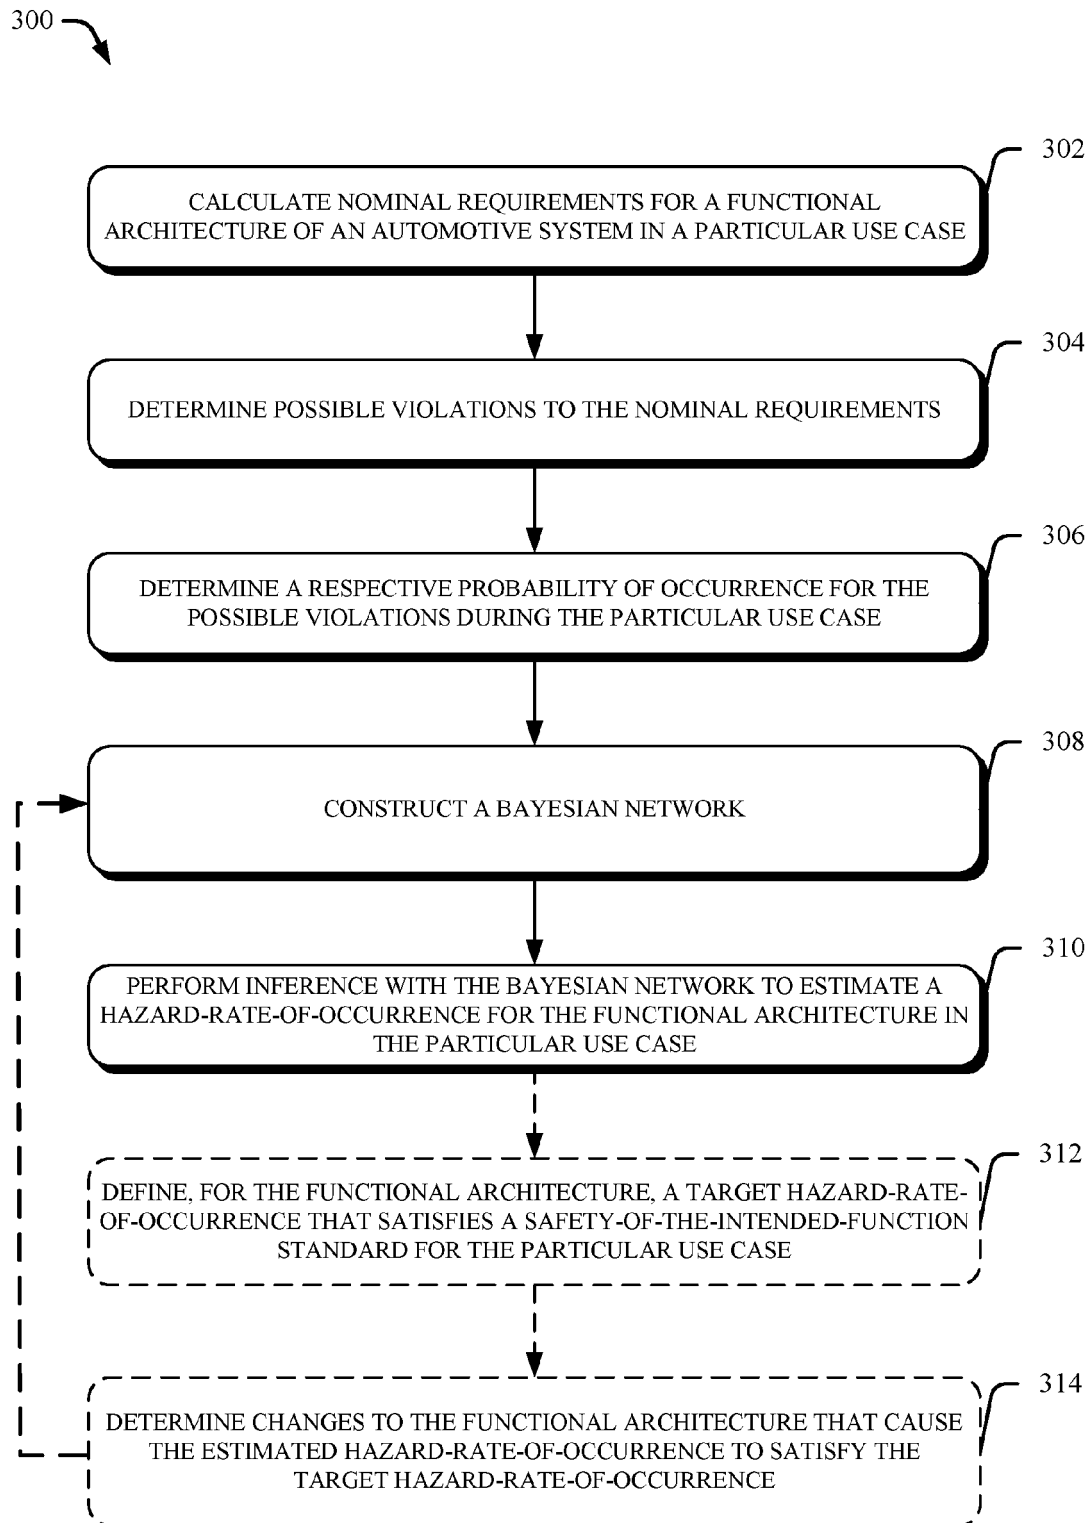 300
302
CALCULATE NOMINAL REQUIREMENTS FOR A FUNCTIONAL
ARCHITECTURE OF AN AUTOMOTIVE SYSTEM IN A PARTICULAR USE CASE
304
DETERMINE POSSIBLE VIOLATIONS TO THE NOMINAL REQUIREMENTS
306
DETERMINE A RESPECTIVE PROBABILITY OF OCCURRENCE FOR THE
POSSIBLE VIOLATIONS DURING THE PARTICULAR USE CASE
308
CONSTRUCT A BAYESIAN NETWORK
310
PERFORM INFERENCE WITH THE BAYESIAN NETWORK TO ESTIMATE A
HAZARD-RATE-OF-OCCURRENCE FOR THE FUNCTIONAL ARCHITECTURE IN
THE PARTICULAR USE CASE
312
DEFINE, FOR THE FUNCTIONAL ARCHITECTURE, A TARGET HAZARD-RATE-
OF-OCCURRENCE THAT SATISFIES A SAFETY-OF-THE-INTENDED-FUNCTION
STANDARD FOR THE PARTICULAR USE CASE
314
DETERMINE CHANGES TO THE FUNCTIONAL ARCHITECTURE THAT CAUSE
THE ESTIMATED HAZARD-RATE-OF-OCCURRENCE TO SATISFY THE
TARGET HAZARD-RATE-OF-OCCURRENCE